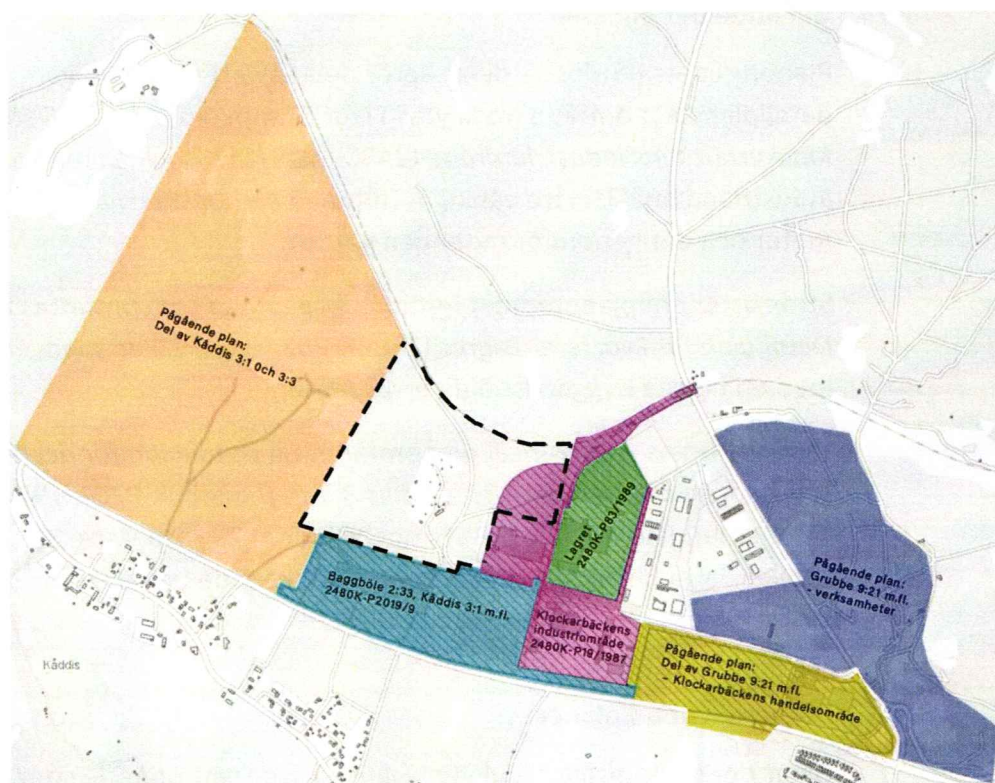 Pågående plan:
Del av Kåddis 3:1 0ch 3:3
Lagret
2480K-P83/1989
Baggböle 2:33, Kåddis 3:1 m.fl.
2480K-P2019/9
Klockarbäckens
industriområde
2480K-P19/1987
Pågående plan:
Grubbe 9:21 m.fl.
- verksamheter
Pågående plan:
Del av Grubbe 9:21 m.fl.
– Klockarbäckens handelsområde
Kåddis